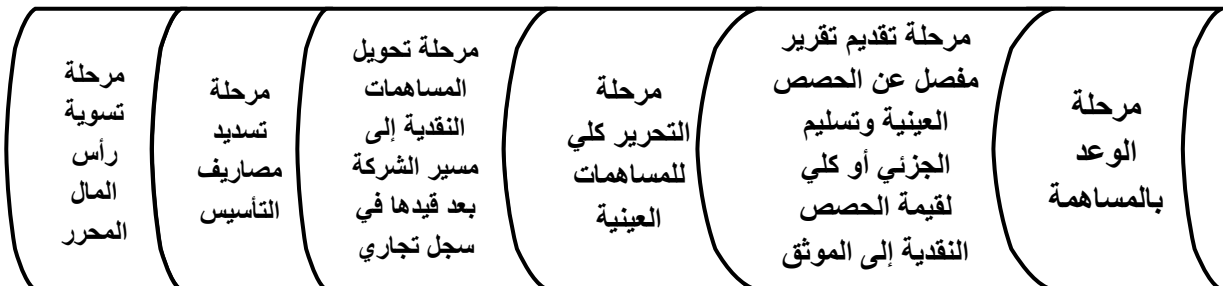 مرحلة
الوعد
بالمساهمة
مرحلة تقديم تقرير
مفصل عن الحصص
العينية وتسليم
الجزئي أو كلي
لقيمة الحصص
النقدية إلى الموثق
مرحلة
التحرير كلي
للمساهمات
العينية
مرحلة تحويل
المساهمات
النقدية إلى
مسير الشركة
بعد قيدها في
سجل تجاري
مرحلة
تسديد
مصاريف
التأسيس
مرحلة
تسوية
رأس
المال
المحرر